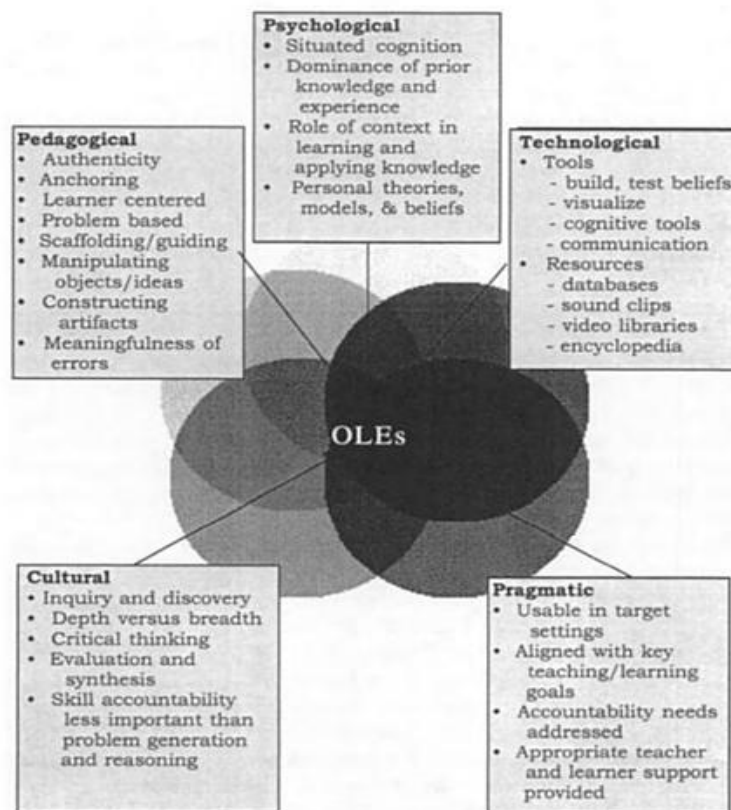 Psychological
• Situated cognition
• Dominance of prior
knowledge and
experience
• Role of context in
learning and
applying knowledge
• Personal theories,
models, & beliefs
Pedagogical
• Authenticity
• Anchoring
• Learner centered
• Problem based
• Scaffolding/guiding
• Manipulating
objects/ideas
• Constructing
artifacts
• Meaningfulness of
errors
Technological
• Tools
- build, test beliefs
- visualize
- cognitive tools
- communication
• Resources
- databases
- sound clips
- video libraries
- encyclopedia
OLEs
Cultural
• Inquiry and discovery
• Depth versus breadth
• Critical thinking
• Evaluation and
synthesis
• Skill accountability
less important than
problem generation
and reasoning
Pragmatic
• Usable in target
settings
• Aligned with key
teaching/learning
goals
• Accountability needs
addressed
• Appropriate teacher
and learner support
provided